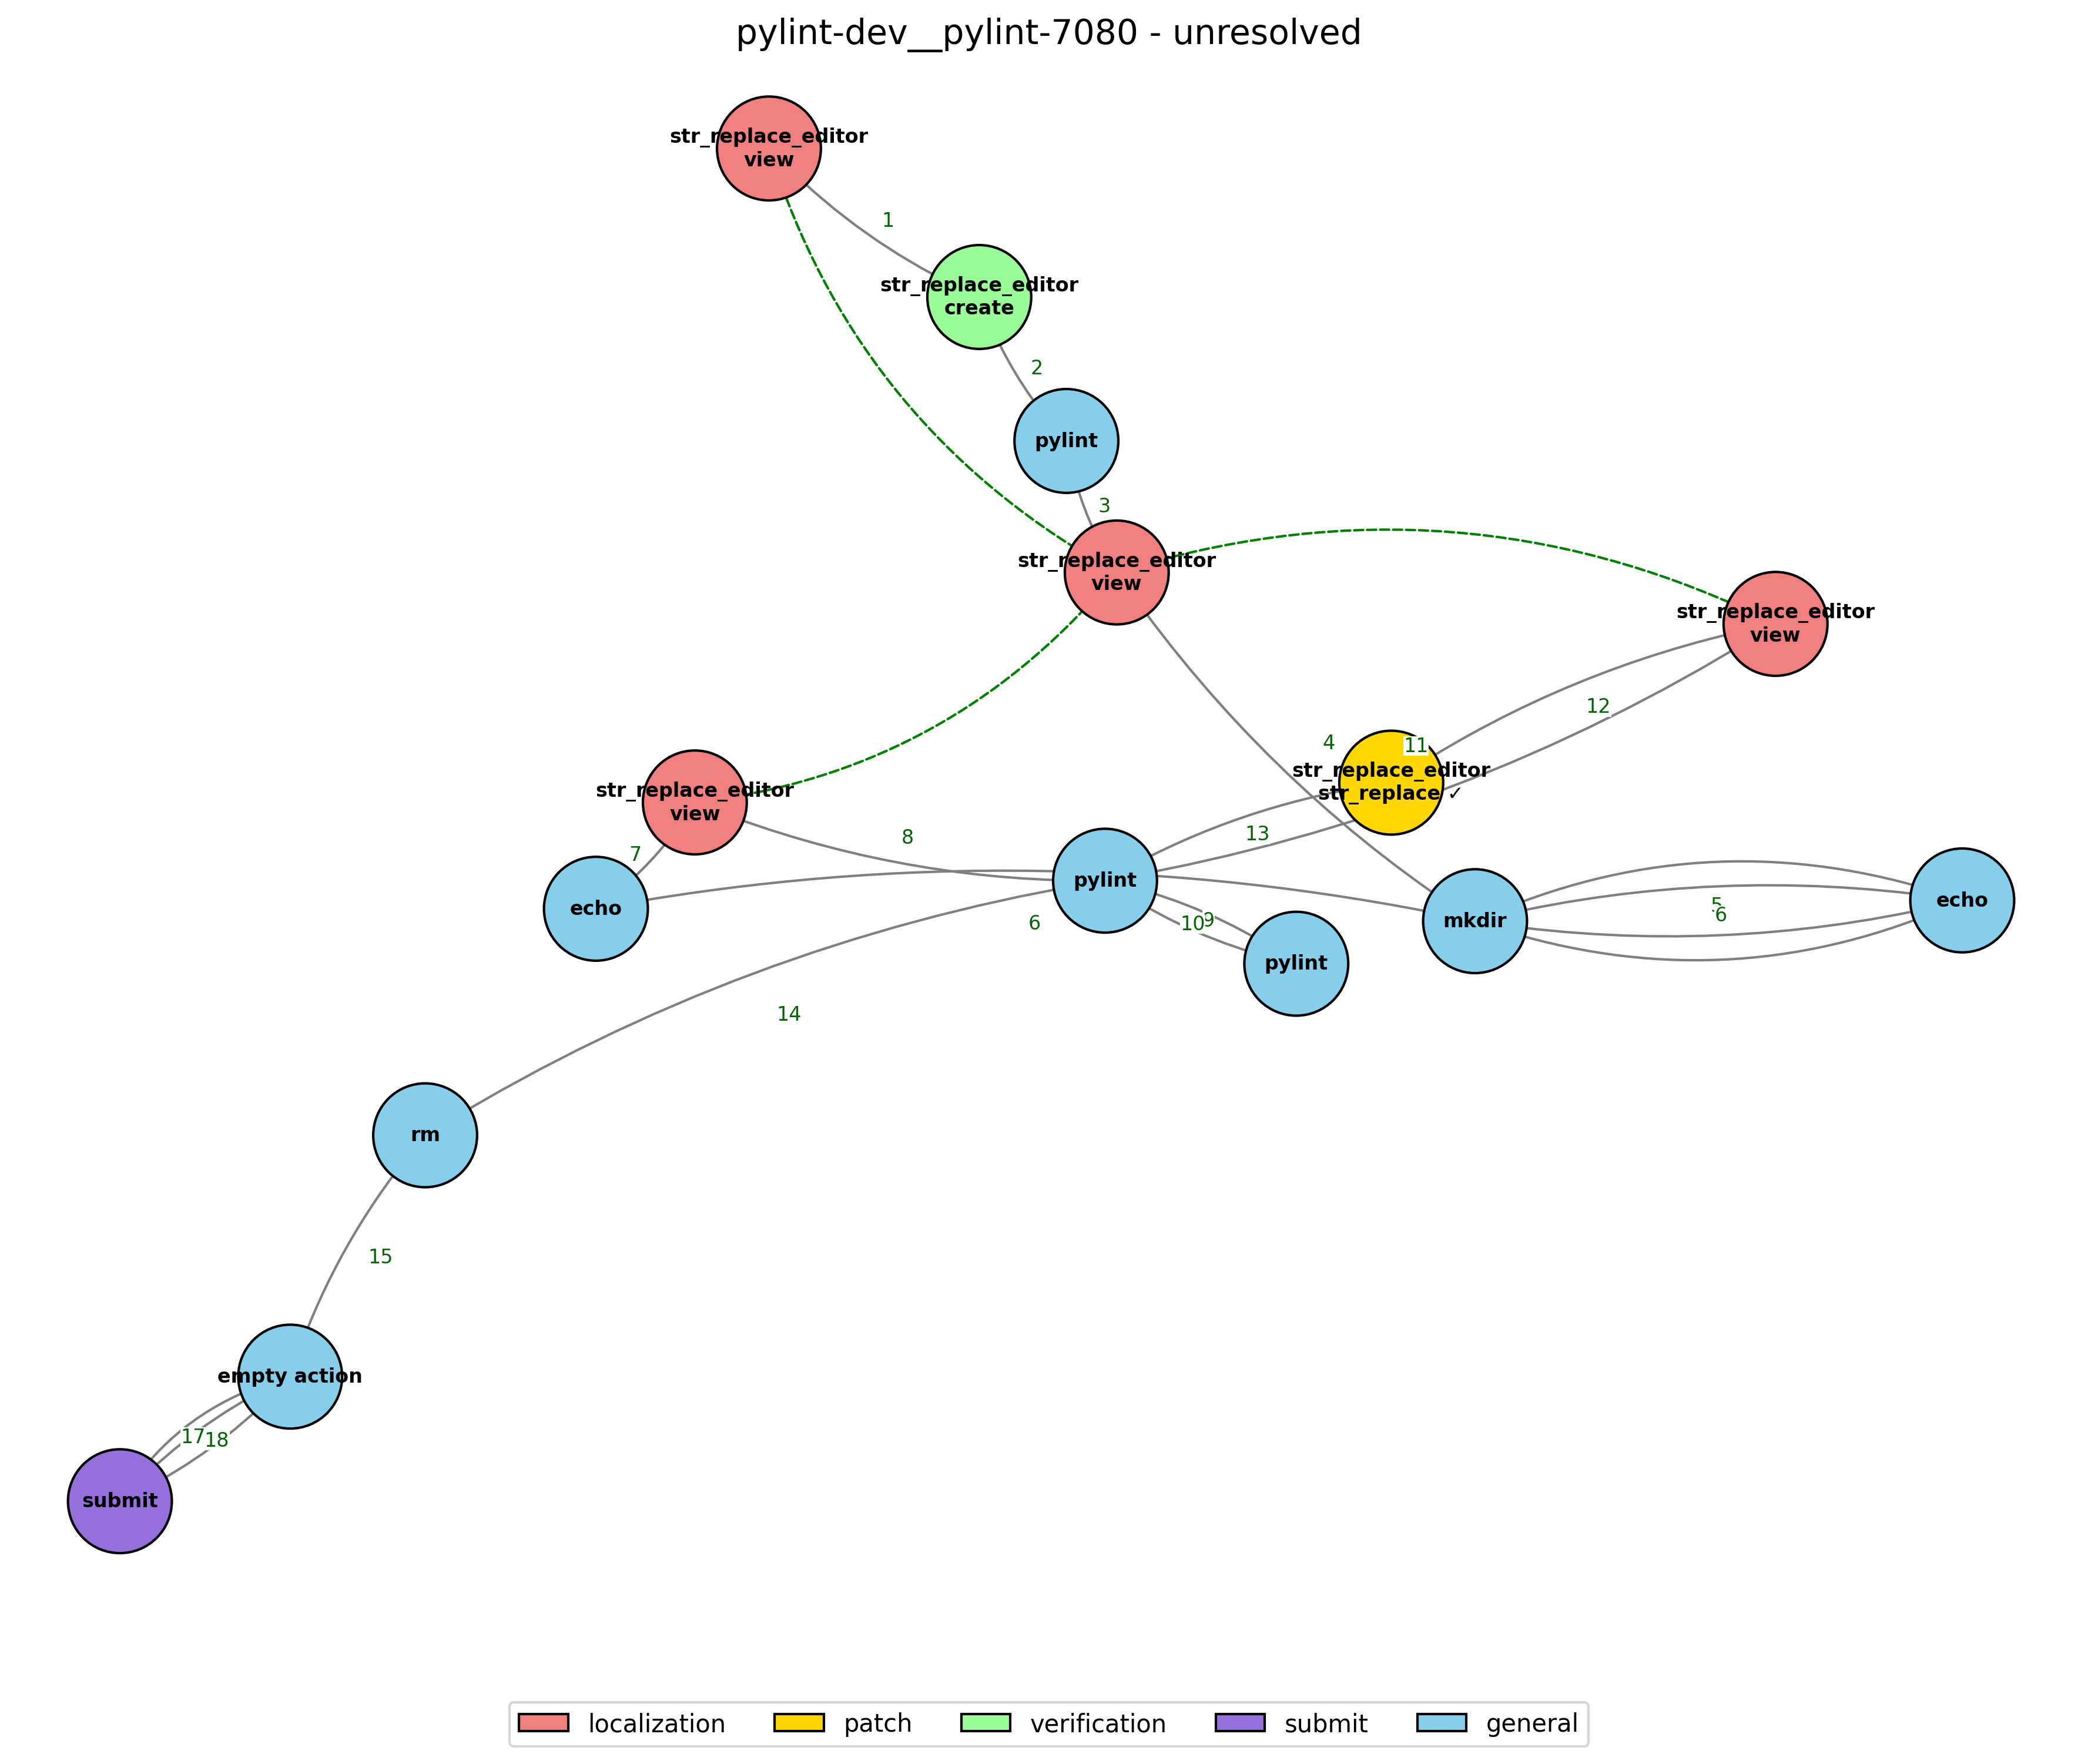 pylint-dev__pylint-7080 - unresolved
str_replace_editor
view
1
str_replace_editor
create
2
pylint
3
str_replace_editor
view
str_replace_editor
view
12
4
11
str_replace_editor
str_replace ✓
str_replace_editor
view
8
13
7
pylint
echo
echo
mkdir
5
6
6
10
9
pylint
14
rm
15
empty action
17
18
submit
localization
patch
verification
submit
general